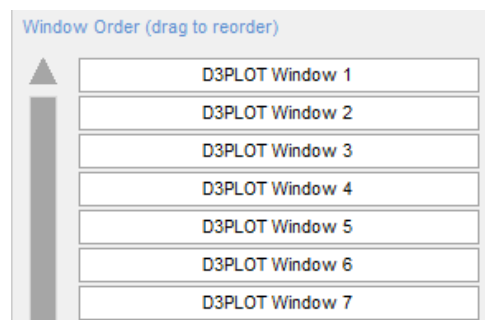 Window Order (drag to reorder)
D3PLOT Window 1
D3PLOT Window 2
D3PLOT Window 3
D3PLOT Window 4
D3PLOT Window 5
D3PLOT Window 6
D3PLOT Window 7